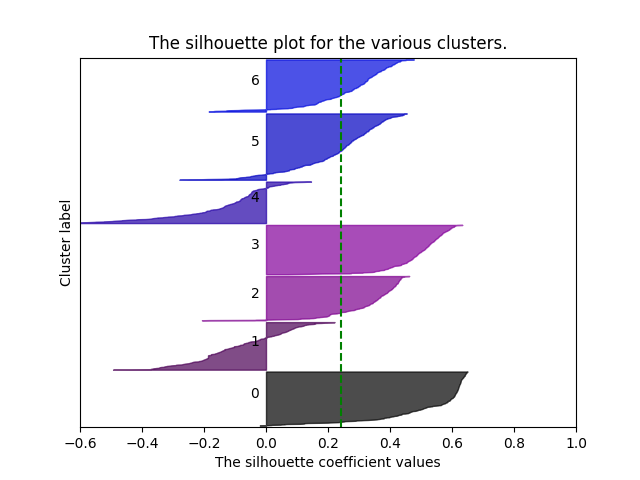 The silhouette plot for the various clusters.
6
5
4
3
2
1
0
Cluster label
−0.6 −0.4 −0.2 0.0 0.2 0.4 0.6 0.8 1.0
The silhouette coefficient values